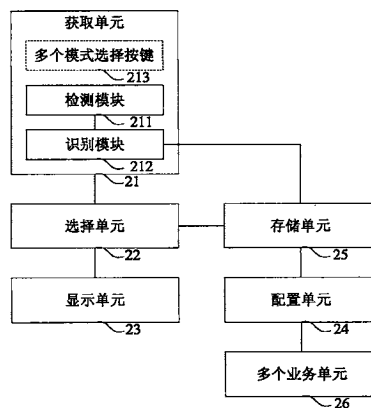 获取单元
多个模式选择按键
213
检测模块
211
识别模块
212
21
选择单元
22
存储单元
25
显示单元
23
配置单元
24
多个业务单元
26